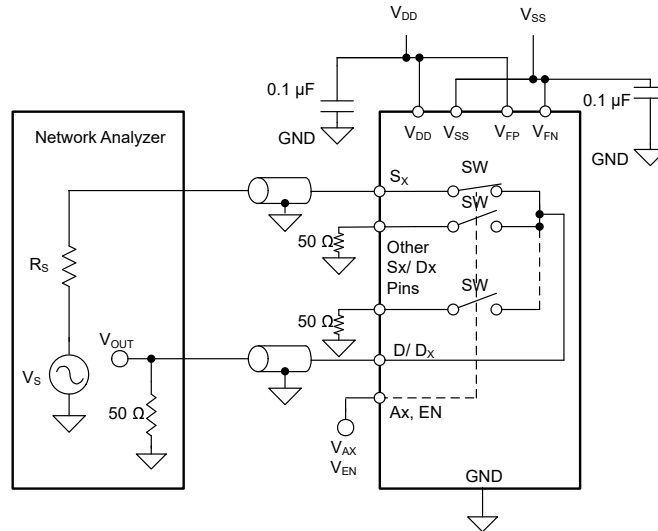 VDD
VSS
0.1 µF
0.1 µF
GND
GND
VDD
VSS
VFP
VFN
Network Analyzer
SX
SW
SW
50 Ω
Other
Sx/ Dx
Pins
RS
SW
50 Ω
VOUT
D/ DX
VS
50 Ω
Ax, EN
VAX
VEN
GND